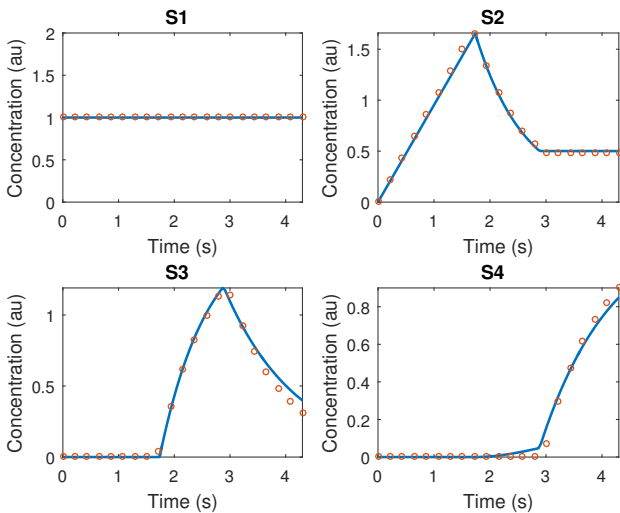 S1
Concentration (au)
2
1.5
1
0.5
0
0 1 2 3 4
Time (s)
S2
Concentration (au)
1.5
1
0.5
0
0 1 2 3 4
Time (s)
S3
Concentration (au)
1
0.5
0
0 1 2 3 4
Time (s)
S4
Concentration (au)
0.8
0.6
0.4
0.2
0
0 1 2 3 4
Time (s)